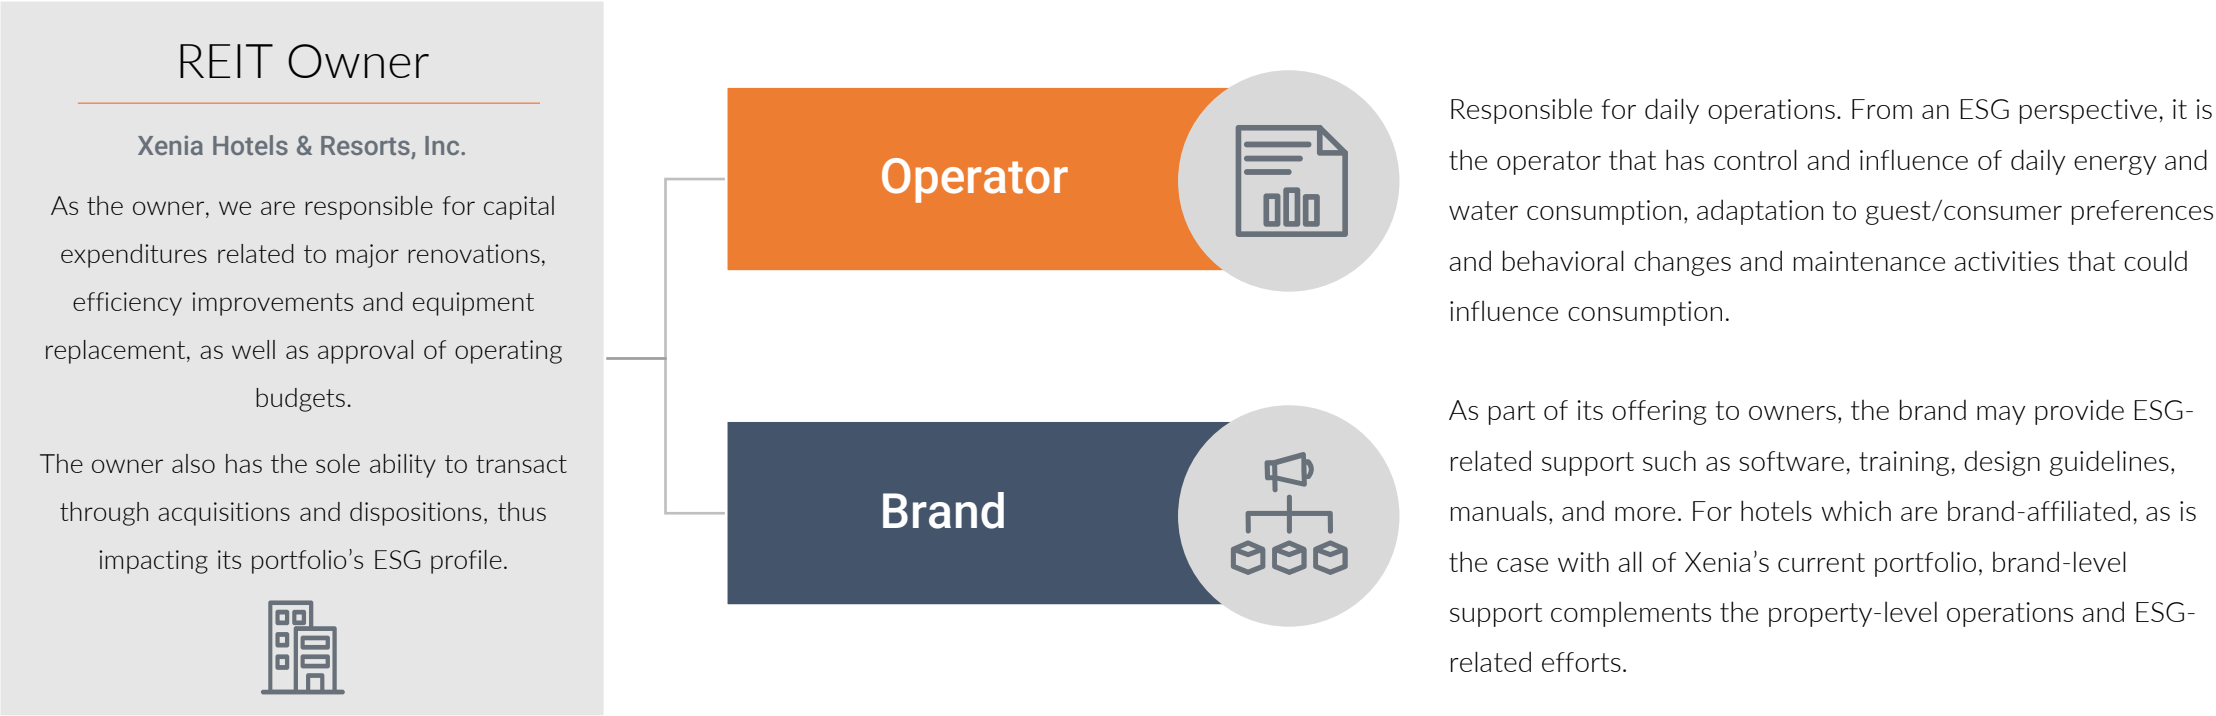 REIT Owner
Xenia Hotels & Resorts, Inc.
As the owner, we are responsible for capital
expenditures related to major renovations,
efficiency improvements and equipment
replacement, as well as approval of operating
budgets.
The owner also has the sole ability to transact
through acquisitions and dispositions, thus
impacting its portfolio’s ESG profile.
Operator
Responsible for daily operations. From an ESG perspective, it is
the operator that has control and influence of daily energy and
water consumption, adaptation to guest/consumer preferences
and behavioral changes and maintenance activities that could
influence consumption.
Brand
As part of its offering to owners, the brand may provide ESG-
related support such as software, training, design guidelines,
manuals, and more. For hotels which are brand-affiliated, as is
the case with all of Xenia’s current portfolio, brand-level
support complements the property-level operations and ESG-
related efforts.